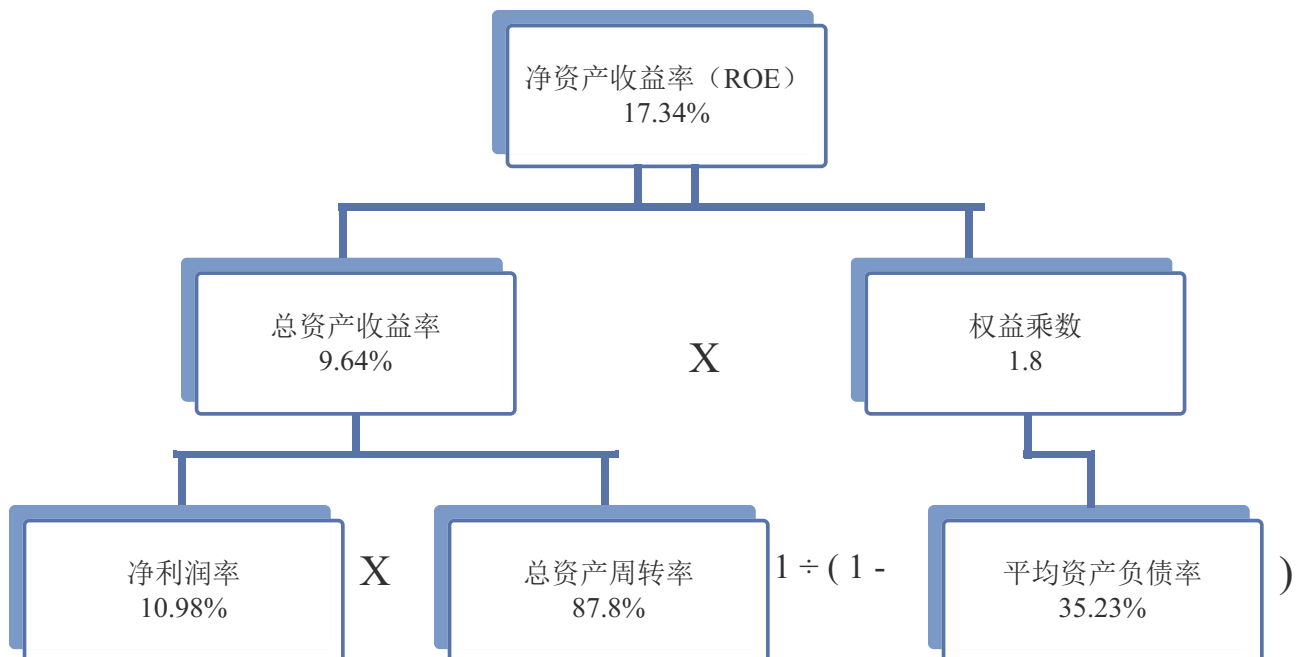 净资产收益率（ROE）
17.34%
总资产收益率
9.64%
X
权益乘数
1.8
净利润率
10.98%
X
总资产周转率
87.8%
1 ÷ ( 1 -
平均资产负债率
35.23%
)